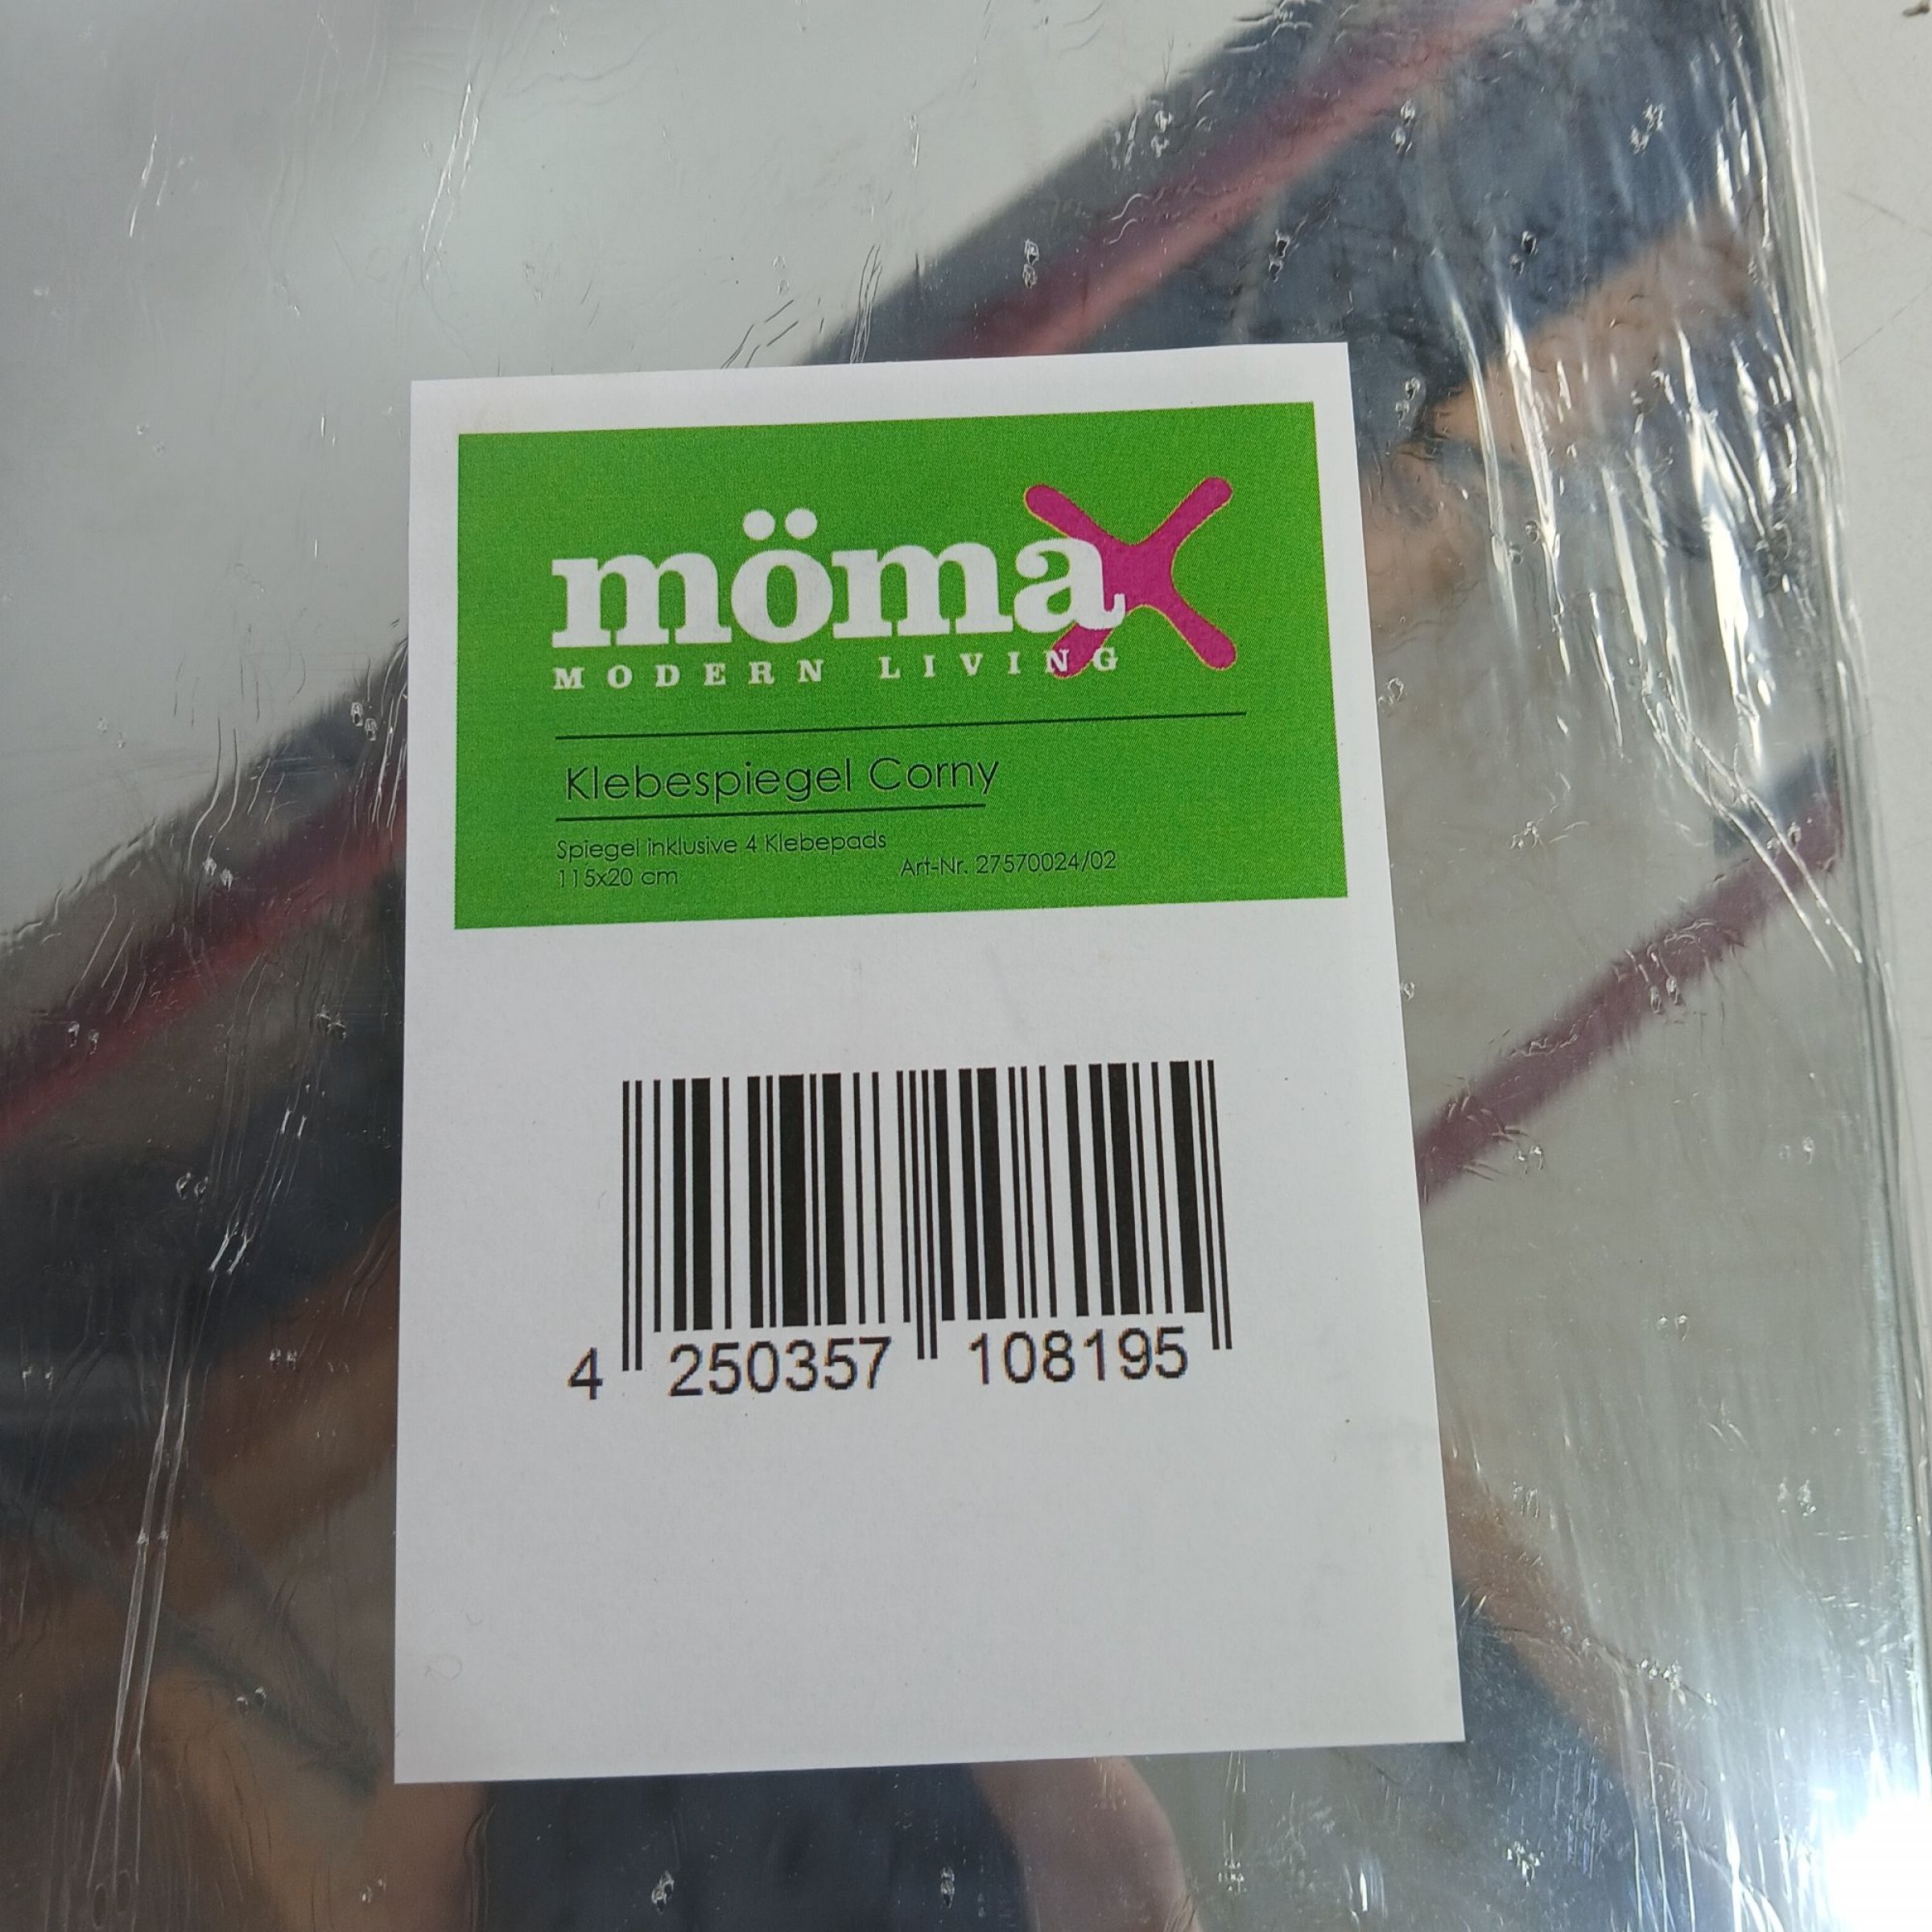 mömax
MODERN LIVING
Klebespiegel Corny
Spiegel inklusive 4 Klebepads
115x20 cm
Art-Nr. 27570024/02
4 250357 108195